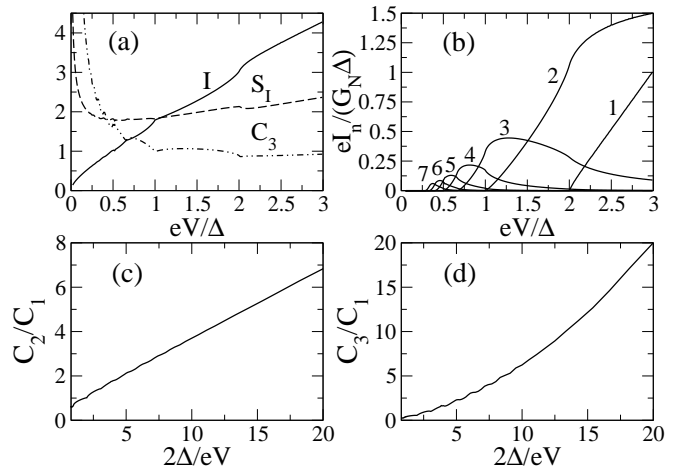 (a)
I
S_I
C_3
0
1
2
3
4
0 0.5 1 1.5 2 2.5 3
eV/Δ
(b)
eI_n/(G_NΔ)
0
0.25
0.5
0.75
1
1.25
1.5
7 6 5 4 3 2 1
0 0.5 1 1.5 2 2.5 3
eV/Δ
(c)
C_2/C_1
0
2
4
6
8
5 10 15 20
2Δ/eV
(d)
C_3/C_1
0
5
10
15
20
5 10 15 20
2Δ/eV